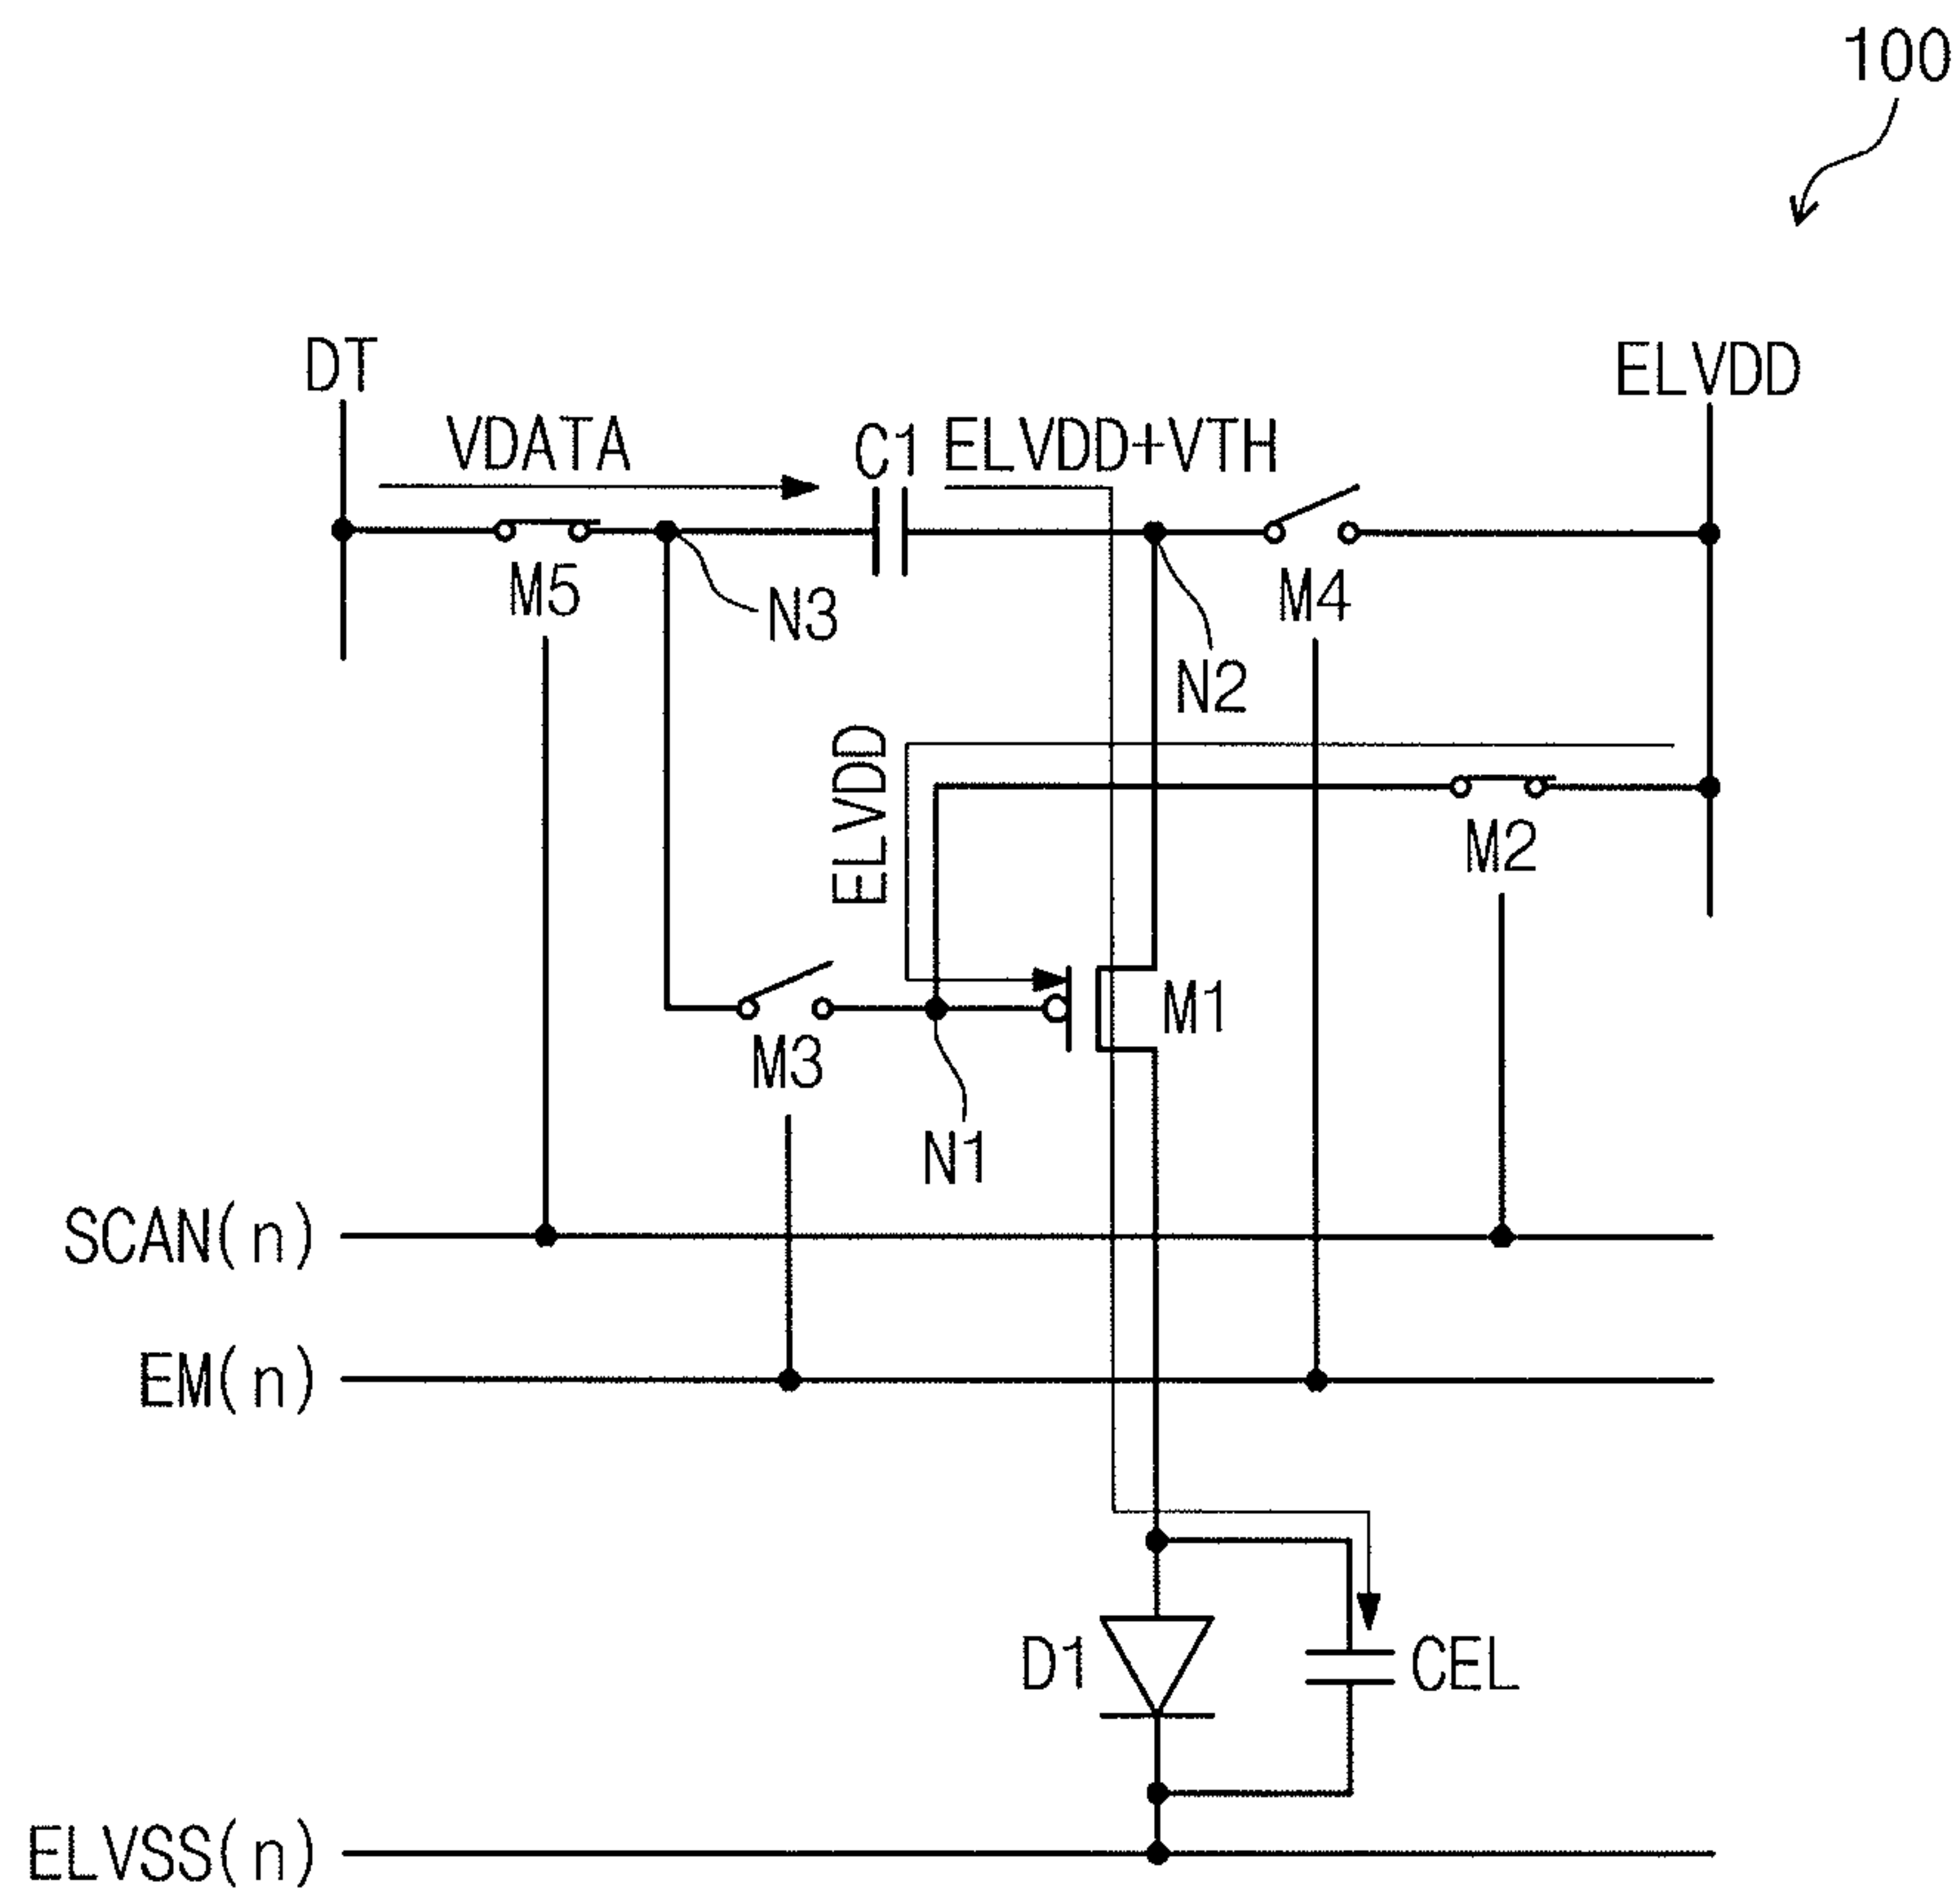 100
DT
ELVDD
VDATA
C1
ELVDD+VTH
M5
N3
M4
N2
ELVDD
M2
M1
M3
N1
SCAN(n)
EM(n)
D1
CEL
ELVSS(n)